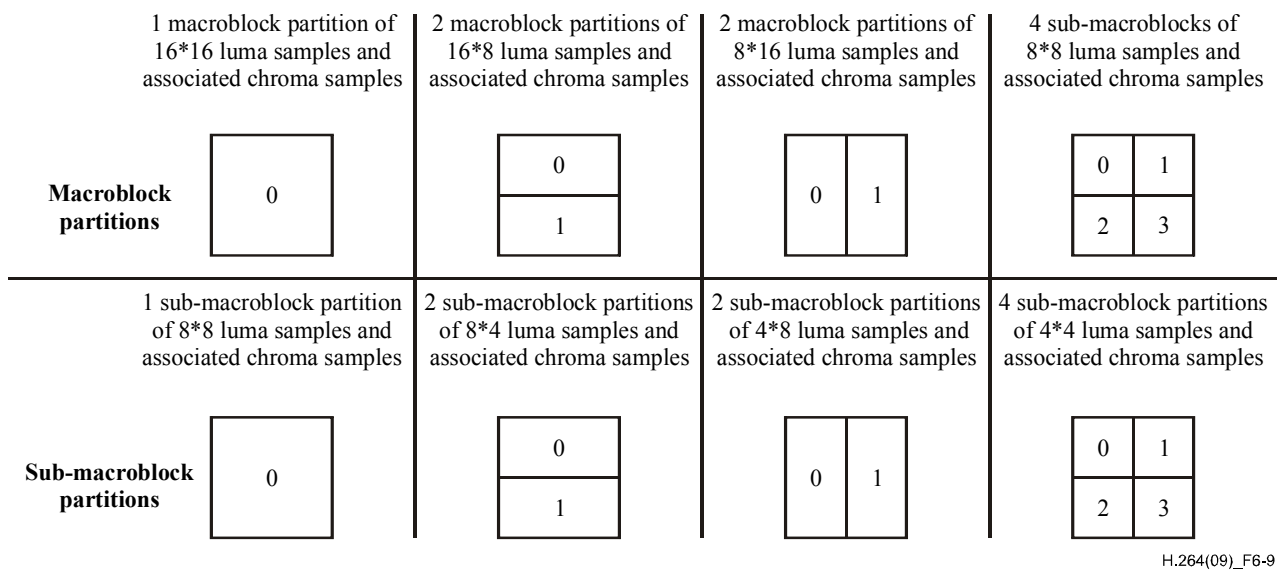 1 macroblock partition of
16*16 luma samples and
associated chroma samples
2 macroblock partitions of
16*8 luma samples and
associated chroma samples
2 macroblock partitions of
8*16 luma samples and
associated chroma samples
4 sub-macroblocks of
8*8 luma samples and
associated chroma samples
Macroblock
partitions
0
0
1
0 1
0 1
2 3
1 sub-macroblock partition
of 8*8 luma samples and
associated chroma samples
2 sub-macroblock partitions
of 8*4 luma samples and
associated chroma samples
2 sub-macroblock partitions
of 4*8 luma samples and
associated chroma samples
4 sub-macroblock partitions
of 4*4 luma samples and
associated chroma samples
Sub-macroblock
partitions
0
0
1
0 1
0 1
2 3
H.264(09)_F6-9